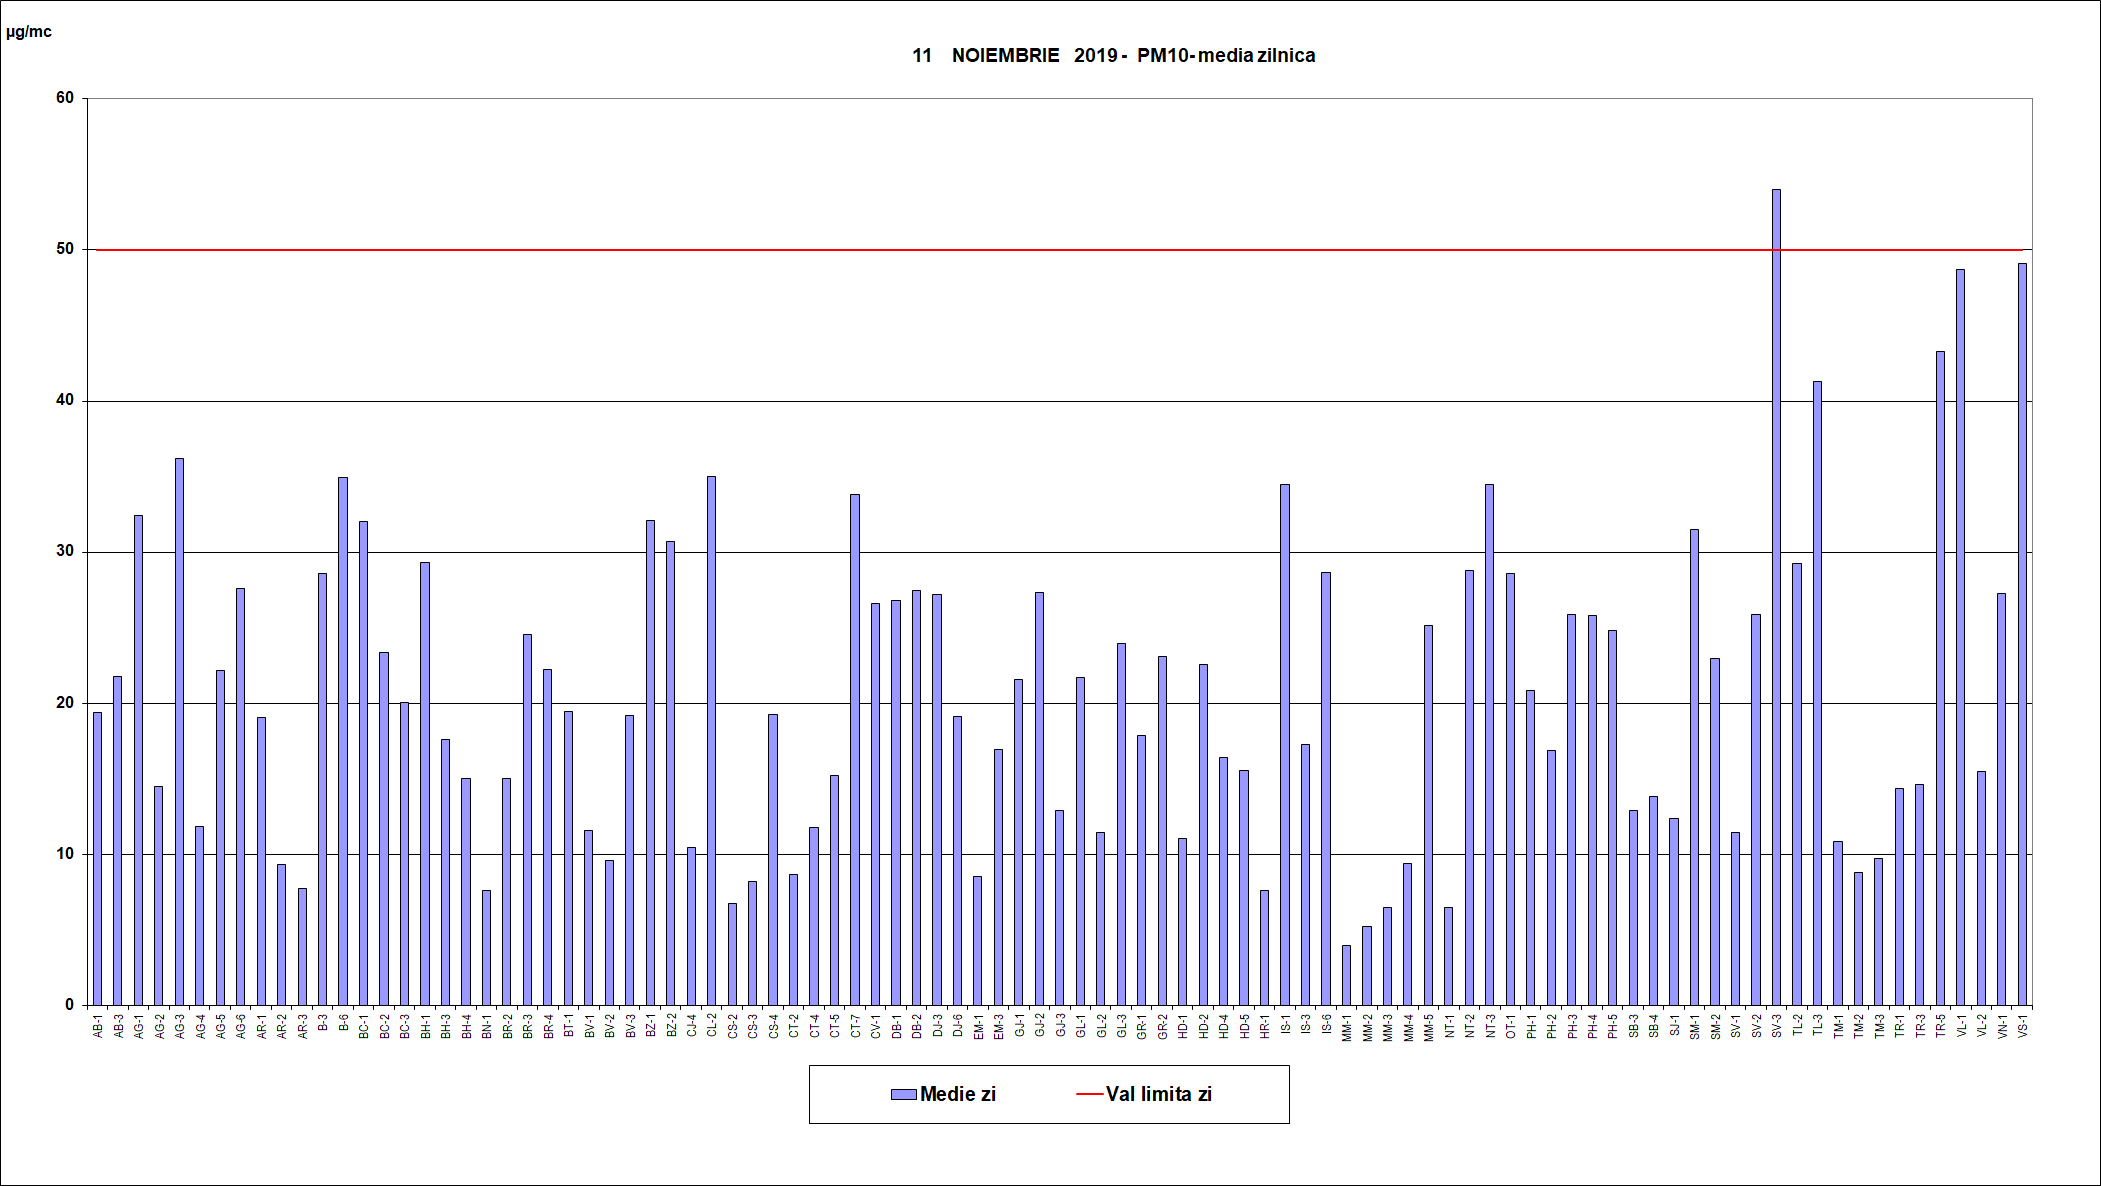 µg/mc
11 NOIEMBRIE 2019 - PM10- media zilnica
60
50
40
30
20
10
0
AB-1 AB-3 AG-1 AG-2 AG-3 AG-4 AG-5 AG-6 AR-1 AR-2 AR-3 B-3 B-6 BC-1 BC-2 BC-3 BH-1 BH-3 BH-4 BN-1 BR-2 BR-3 BR-4 BT-1 BV-1 BV-2 BV-3 BZ-1 BZ-2 CJ-4 CL-2 CS-2 CS-3 CS-4 CT-2 CT-4 CT-5 CT-7 CV-1 DB-1 DB-2 DJ-3 DJ-6 EM-1 EM-3 GJ-1 GJ-2 GJ-3 GL-1 GL-2 GL-3 GR-1 GR-2 HD-1 HD-2 HD-4 HD-5 HR-1 IS-1 IS-3 IS-6 MM-1 MM-2 MM-3 MM-4 MM-5 NT-1 NT-2 NT-3 OT-1 PH-1 PH-2 PH-3 PH-4 PH-5 SB-3 SB-4 SJ-1 SM-1 SM-2 SV-1 SV-2 SV-3 TL-2 TL-3 TM-1 TM-2 TM-3 TR-1 TR-3 TR-5 VL-1 VL-2 VN-1 VS-1
Medie zi Val limita zi